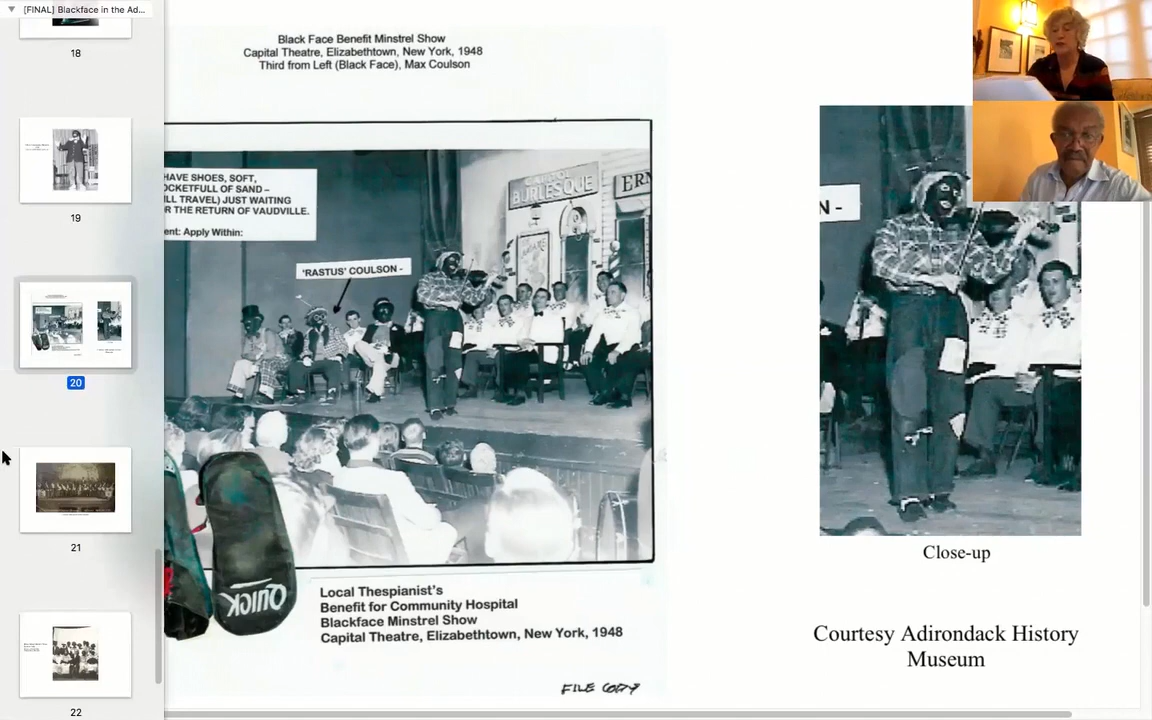 [FINAL] Blackface in the Ad...
18
19
20
21
22
Black Face Benefit Minstrel Show
Capital Theatre, Elizabethtown, New York, 1948
Third from Left (Black Face), Max Coulson
HAVE SHOES, SOFT,
OCKETFULL OF SAND –
ILL TRAVEL) JUST WAITING
R THE RETURN OF VAUDVILLE.
ent: Apply Within:
'RASTUS' COULSON -
BURLESQUE
ERN
QUICK
Local Thespianist's
Benefit for Community Hospital
Blackface Minstrel Show
Capital Theatre, Elizabethtown, New York, 1948
FILE COPY
N -
Close-up
Courtesy Adirondack History
Museum